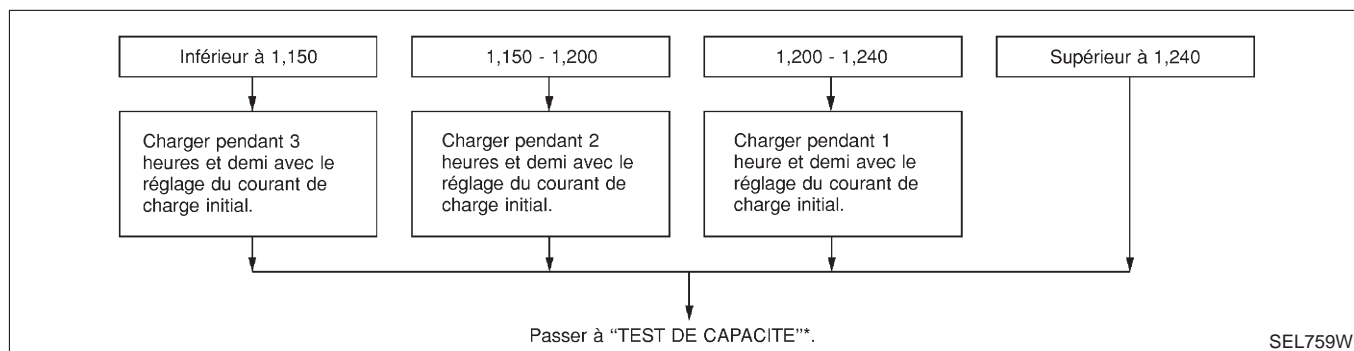 Inférieur à 1,150
1,150 - 1,200
1,200 - 1,240
Supérieur à 1,240
Charger pendant 3
heures et demi avec le
réglage du courant de
charge initial.
Charger pendant 2
heures et demi avec le
réglage du courant de
charge initial.
Charger pendant 1
heure et demi avec le
réglage du courant de
charge initial.
Passer à “TEST DE CAPACITE”*.
SEL759W